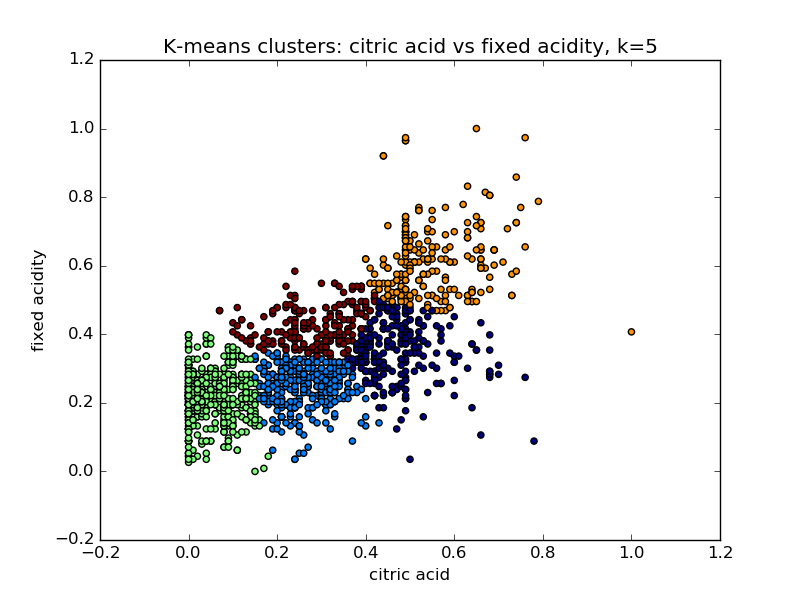 K-means clusters: citric acid vs fixed acidity, k=5
1.2
1.0
0.8
0.6
0.4
0.2
0.0
−0.2
fixed acidity
−0.2 0.0 0.2 0.4 0.6 0.8 1.0 1.2
citric acid